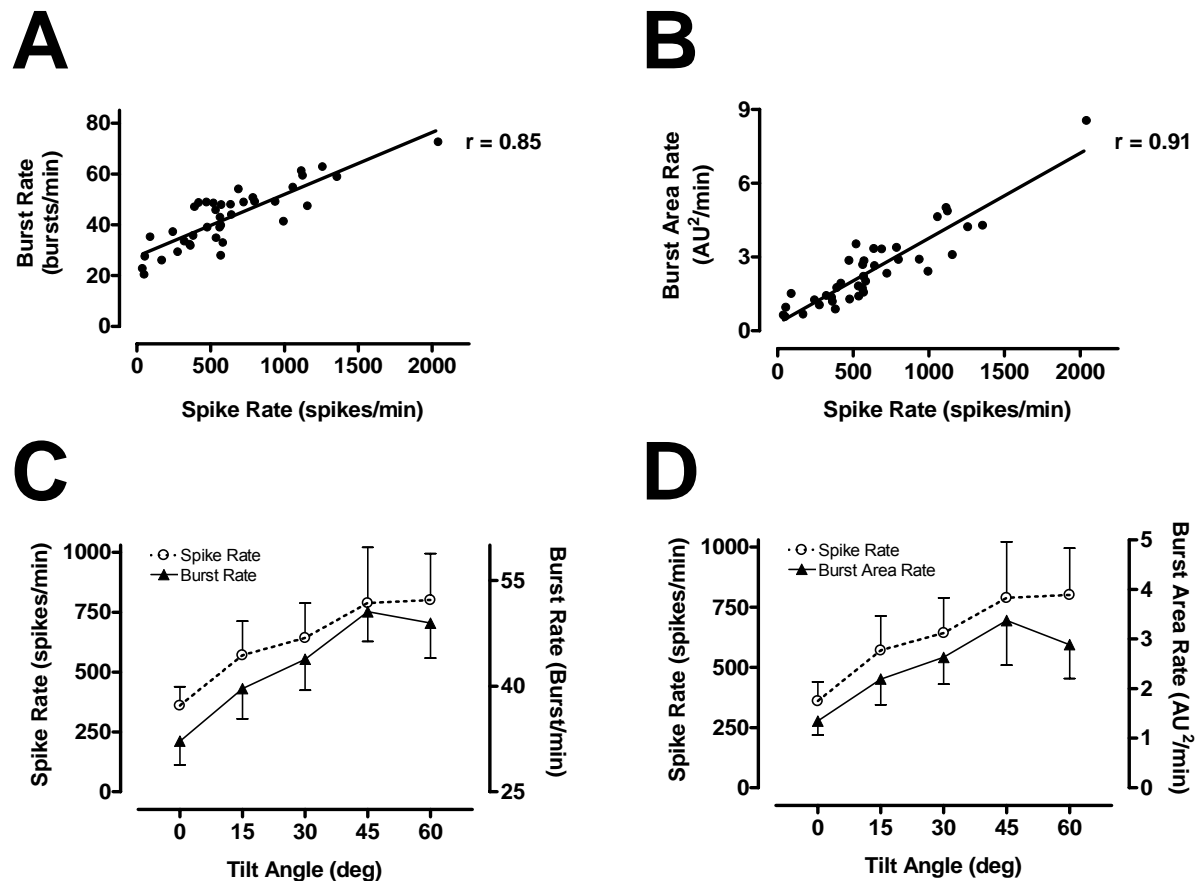 A
80
60
40
20
0
Burst Rate
(bursts/min)
r = 0.85
0 500 1000 1500 2000
Spike Rate (spikes/min)
B
9
6
3
0
Burst Area Rate
(AU²/min)
r = 0.91
0 500 1000 1500 2000
Spike Rate (spikes/min)
C
1000
750
500
250
0
Spike Rate (spikes/min)
Spike Rate
Burst Rate
55
40
25
Burst Rate (Burst/min)
0 15 30 45 60
Tilt Angle (deg)
D
1000
750
500
250
0
Spike Rate (spikes/min)
Spike Rate
Burst Area Rate
5
4
3
2
1
0
Burst Area Rate (AU²/min)
0 15 30 45 60
Tilt Angle (deg)